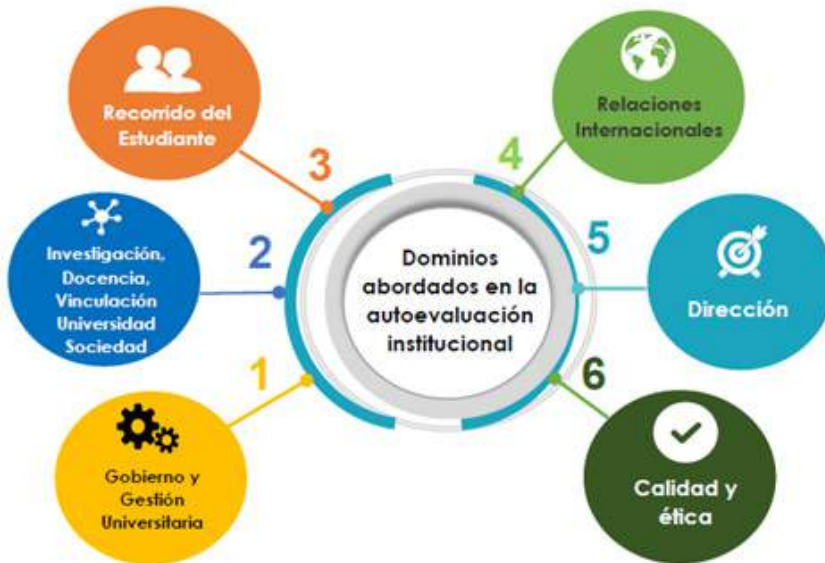 Recorrido del
Estudiante
3
4
Relaciones
Internacionales
Investigación,
Docencia,
Vinculación
Universidad
Sociedad
2
Dominios
abordados en la
autoevaluación
institucional
5
Dirección
1
Gobierno y
Gestión
Universitaria
6
Calidad y
ética